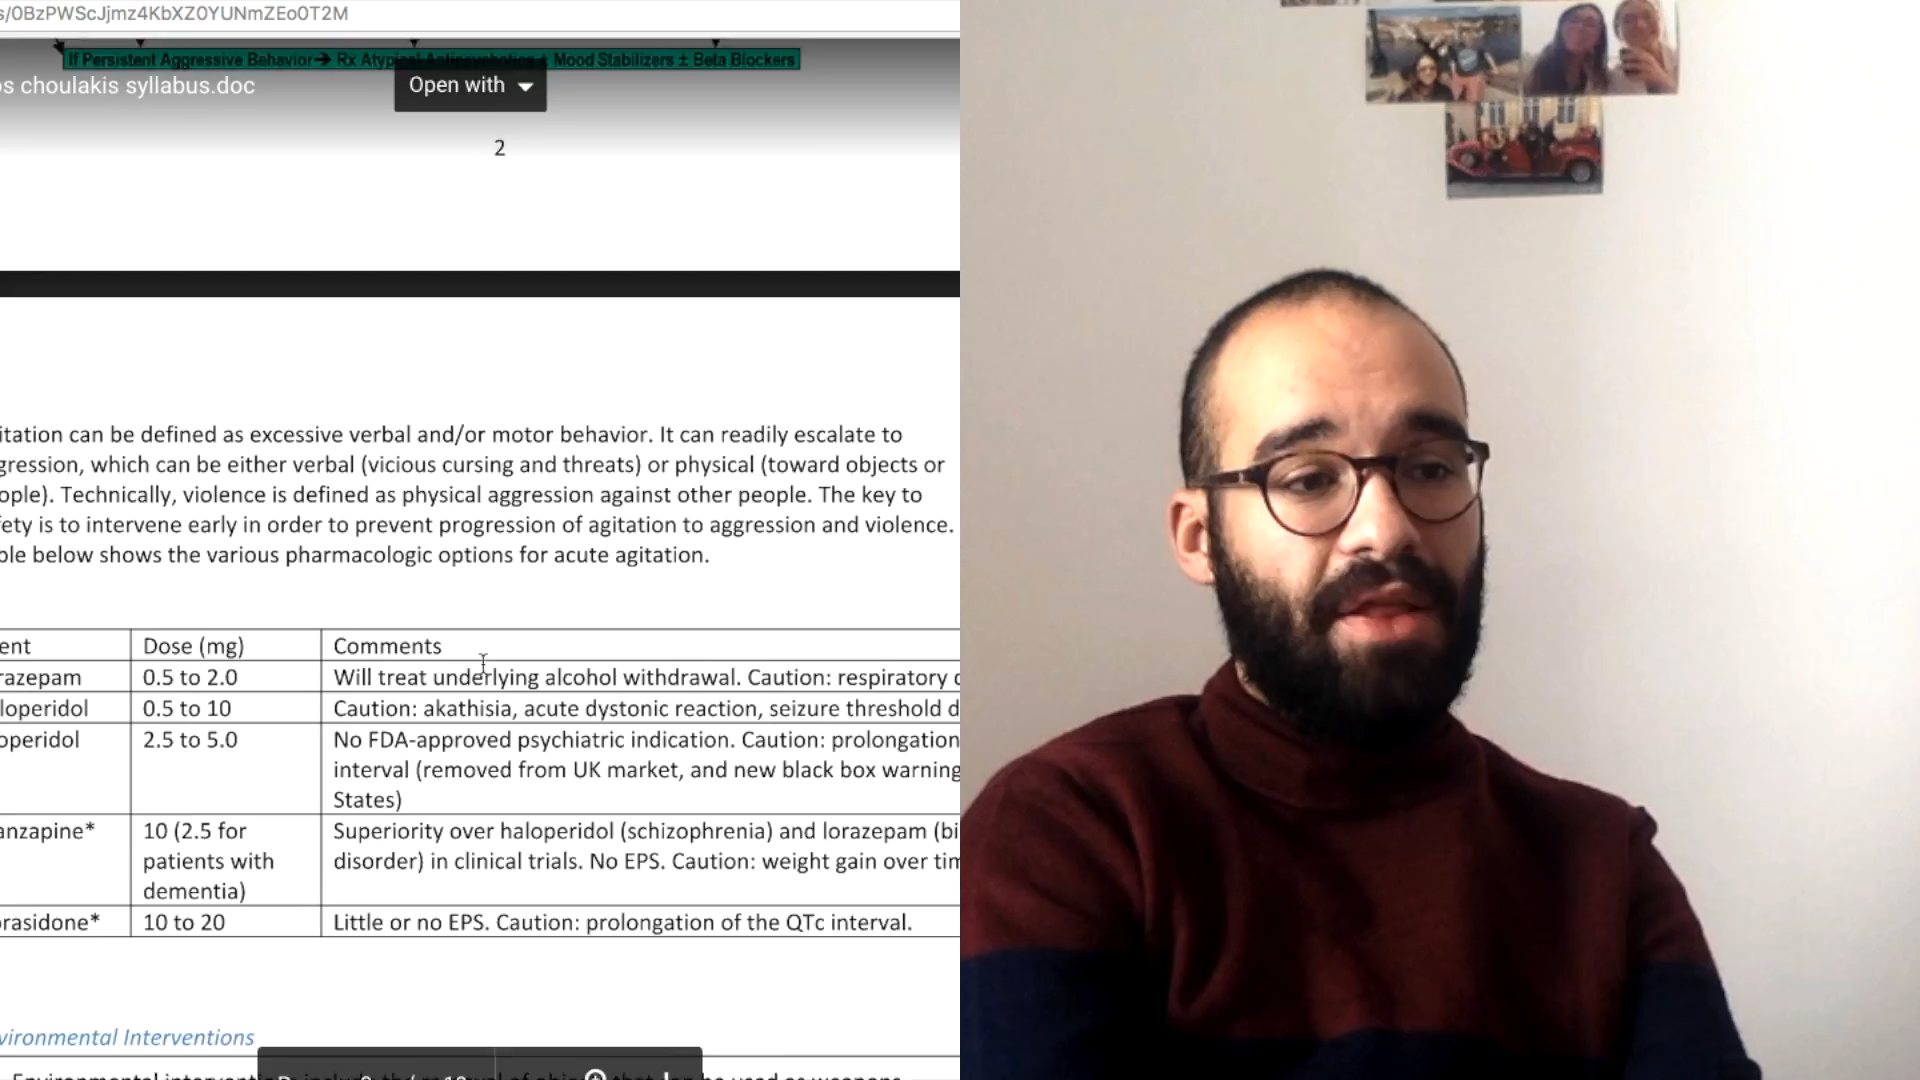 s/0BzPWScJjmz4KbXZ0YUNmZEo0T2M
If Persistent Aggressive Behavior→ Rx Atypical Antipsychotics ± Mood Stabilizers ± Beta Blockers
os choulakis syllabus.doc
Open with
2
itation can be defined as excessive verbal and/or motor behavior. It can readily escalate to
gression, which can be either verbal (vicious cursing and threats) or physical (toward objects or
ople). Technically, violence is defined as physical aggression against other people. The key to
fety is to intervene early in order to prevent progression of agitation to aggression and violence.
ble below shows the various pharmacologic options for acute agitation.
ent Dose (mg) Comments
razepam 0.5 to 2.0 Will treat underlying alcohol withdrawal. Caution: respiratory d
loperidol 0.5 to 10 Caution: akathisia, acute dystonic reaction, seizure threshold d
operidol 2.5 to 5.0 No FDA-approved psychiatric indication. Caution: prolongation
interval (removed from UK market, and new black box warning
States)
anzapine* 10 (2.5 for Superiority over haloperidol (schizophrenia) and lorazepam (bi
patients with disorder) in clinical trials. No EPS. Caution: weight gain over tim
dementia)
prasidone* 10 to 20 Little or no EPS. Caution: prolongation of the QTc interval.
vironmental Interventions